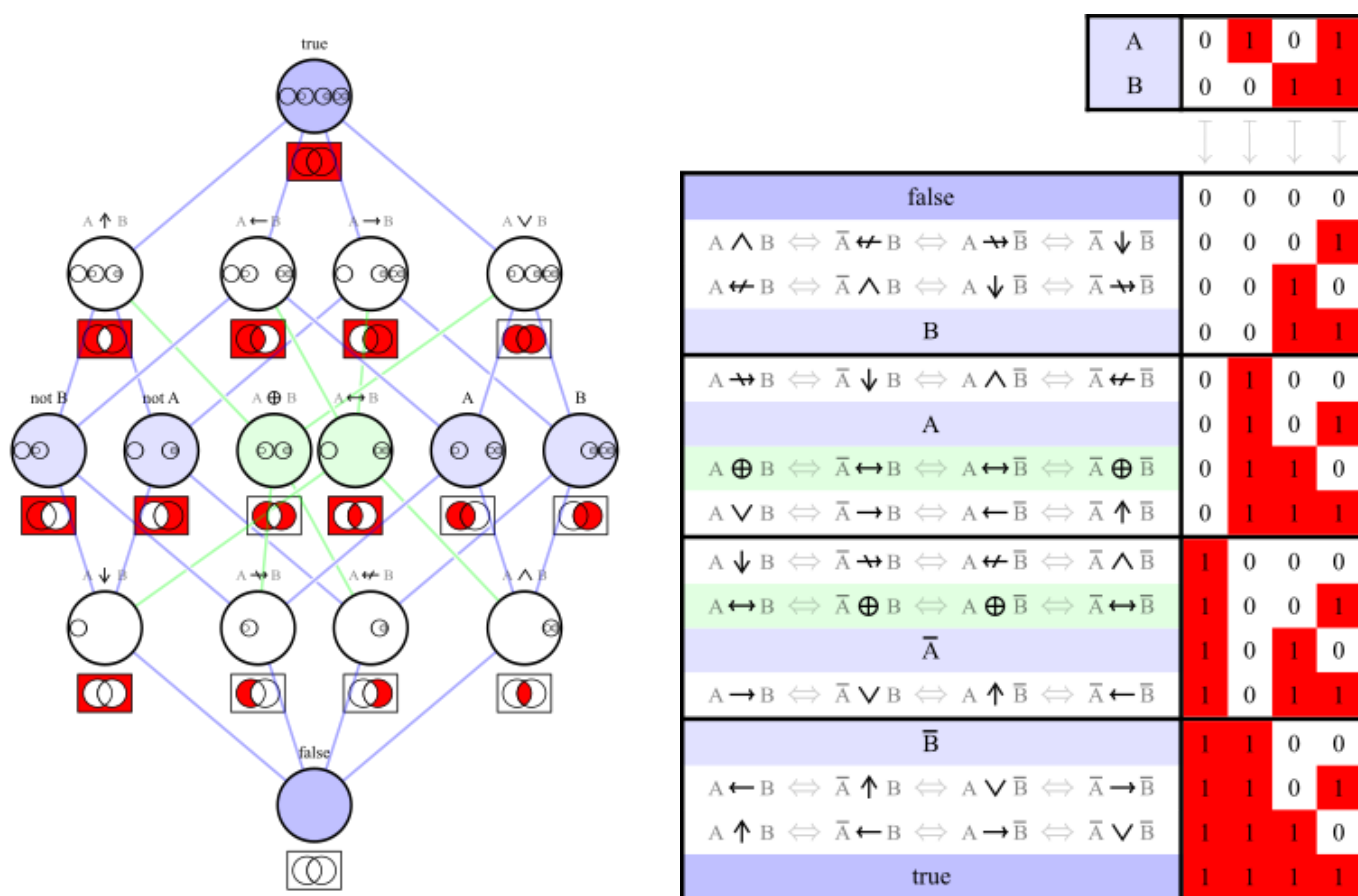 true
A ↑ B
A ← B
A → B
A ∨ B
not B
not A
A ⊕ B
A ↔ B
A
B
A ↓ B
A ↛ B
A ↚ B
A ∧ B
false
A 0 1 0 1
B 0 0 1 1
false 0 0 0 0
A ∧ B ⇔ A̅ ↚ B ⇔ A ↛ B̅ ⇔ A̅ ↓ B̅ 0 0 0 1
A ↚ B ⇔ A̅ ∧ B ⇔ A ↓ B̅ ⇔ A̅ ↛ B̅ 0 0 1 0
B 0 0 1 1
A ↛ B ⇔ A̅ ↓ B ⇔ A ∧ B̅ ⇔ A̅ ↚ B̅ 0 1 0 0
A 0 1 0 1
A ⊕ B ⇔ A̅ ↔ B ⇔ A ↔ B̅ ⇔ A̅ ⊕ B̅ 0 1 1 0
A ∨ B ⇔ A̅ → B ⇔ A ← B̅ ⇔ A̅ ↑ B̅ 0 1 1 1
A ↓ B ⇔ A̅ ↛ B ⇔ A ↚ B̅ ⇔ A̅ ∧ B̅ 1 0 0 0
A ↔ B ⇔ A̅ ⊕ B ⇔ A ⊕ B̅ ⇔ A̅ ↔ B̅ 1 0 0 1
A̅ 1 0 1 0
A → B ⇔ A̅ ∨ B ⇔ A ↑ B̅ ⇔ A̅ ← B̅ 1 0 1 1
B̅ 1 1 0 0
A ← B ⇔ A̅ ↑ B ⇔ A ∨ B̅ ⇔ A̅ → B̅ 1 1 0 1
A ↑ B ⇔ A̅ ← B ⇔ A → B̅ ⇔ A̅ ∨ B̅ 1 1 1 0
true 1 1 1 1